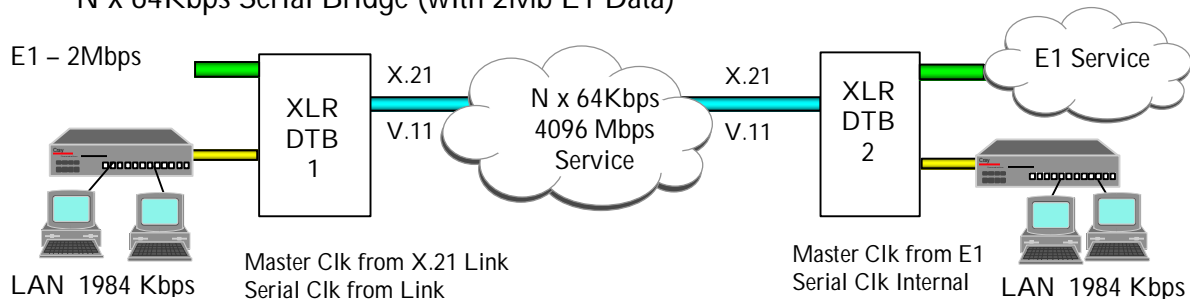 N x 64Kbps Serial Bridge (with 2Mb E1 Data)
E1 – 2Mbps
XLR
DTB
1
X.21
V.11
N x 64Kbps
4096 Mbps
Service
X.21
V.11
XLR
DTB
2
E1 Service
LAN 1984 Kbps
Master Clk from X.21 Link
Serial Clk from Link
Master Clk from E1
Serial Clk Internal
LAN 1984 Kbps